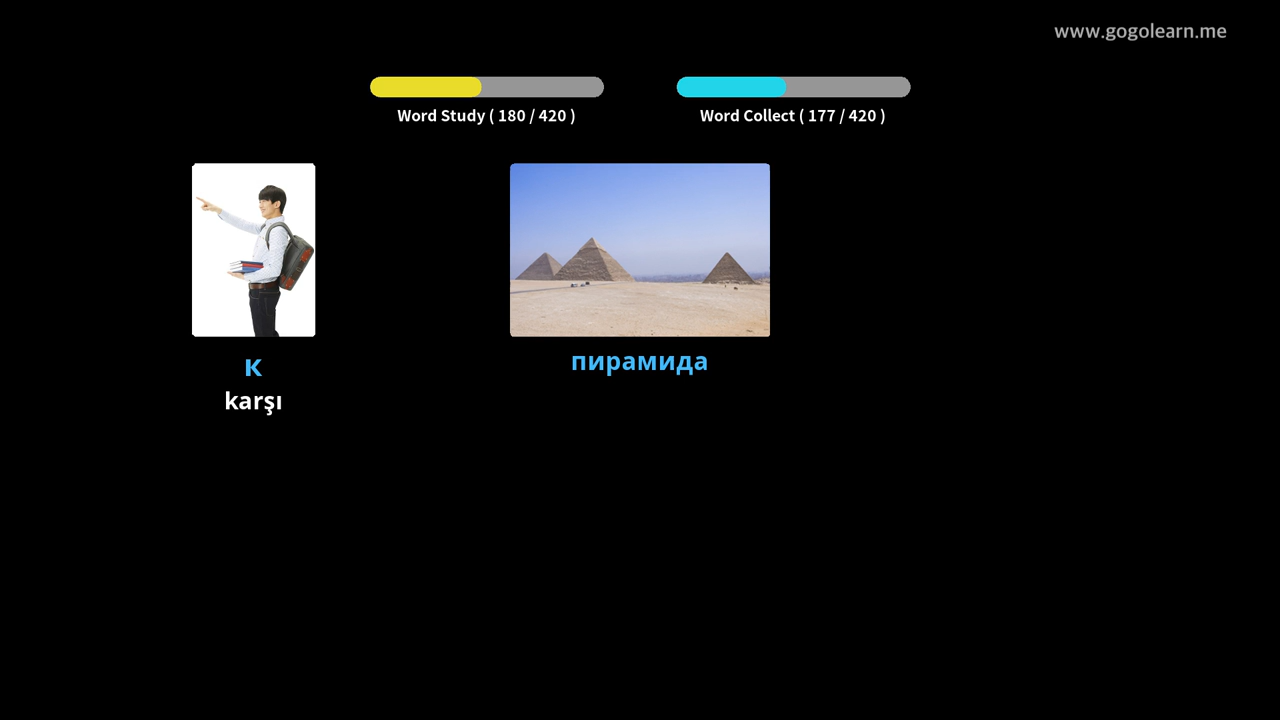 www.gogolearn.me
Word Study ( 180 / 420 )
Word Collect ( 177 / 420 )
к
karşı
пирамида